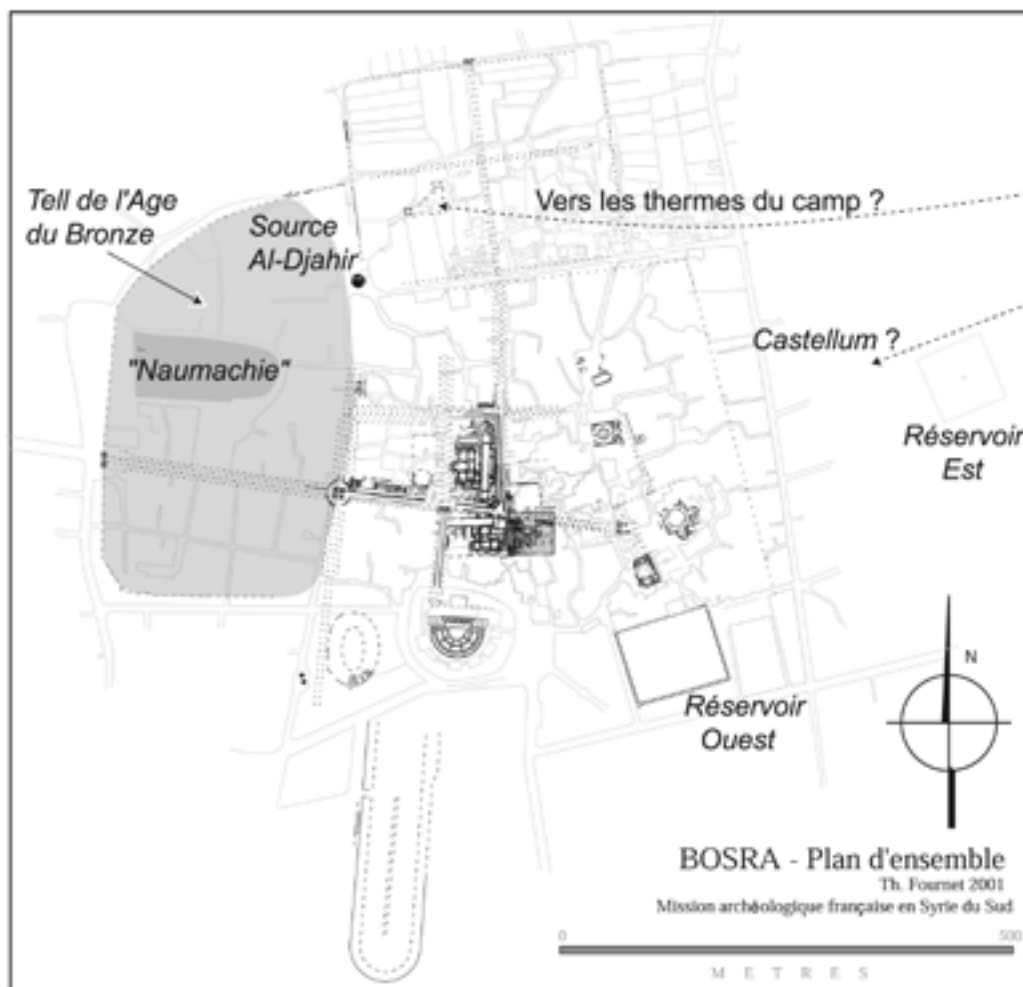 Tell de l'Age
du Bronze
Source
Al-Djahir
Vers les thermes du camp ?
"Naumachie"
Castellum ?
Réservoir
Est
Réservoir
Ouest
N
BOSRA - Plan d'ensemble
Th. Fournet 2001
Mission archéologique française en Syrie du Sud
0 500
METRES